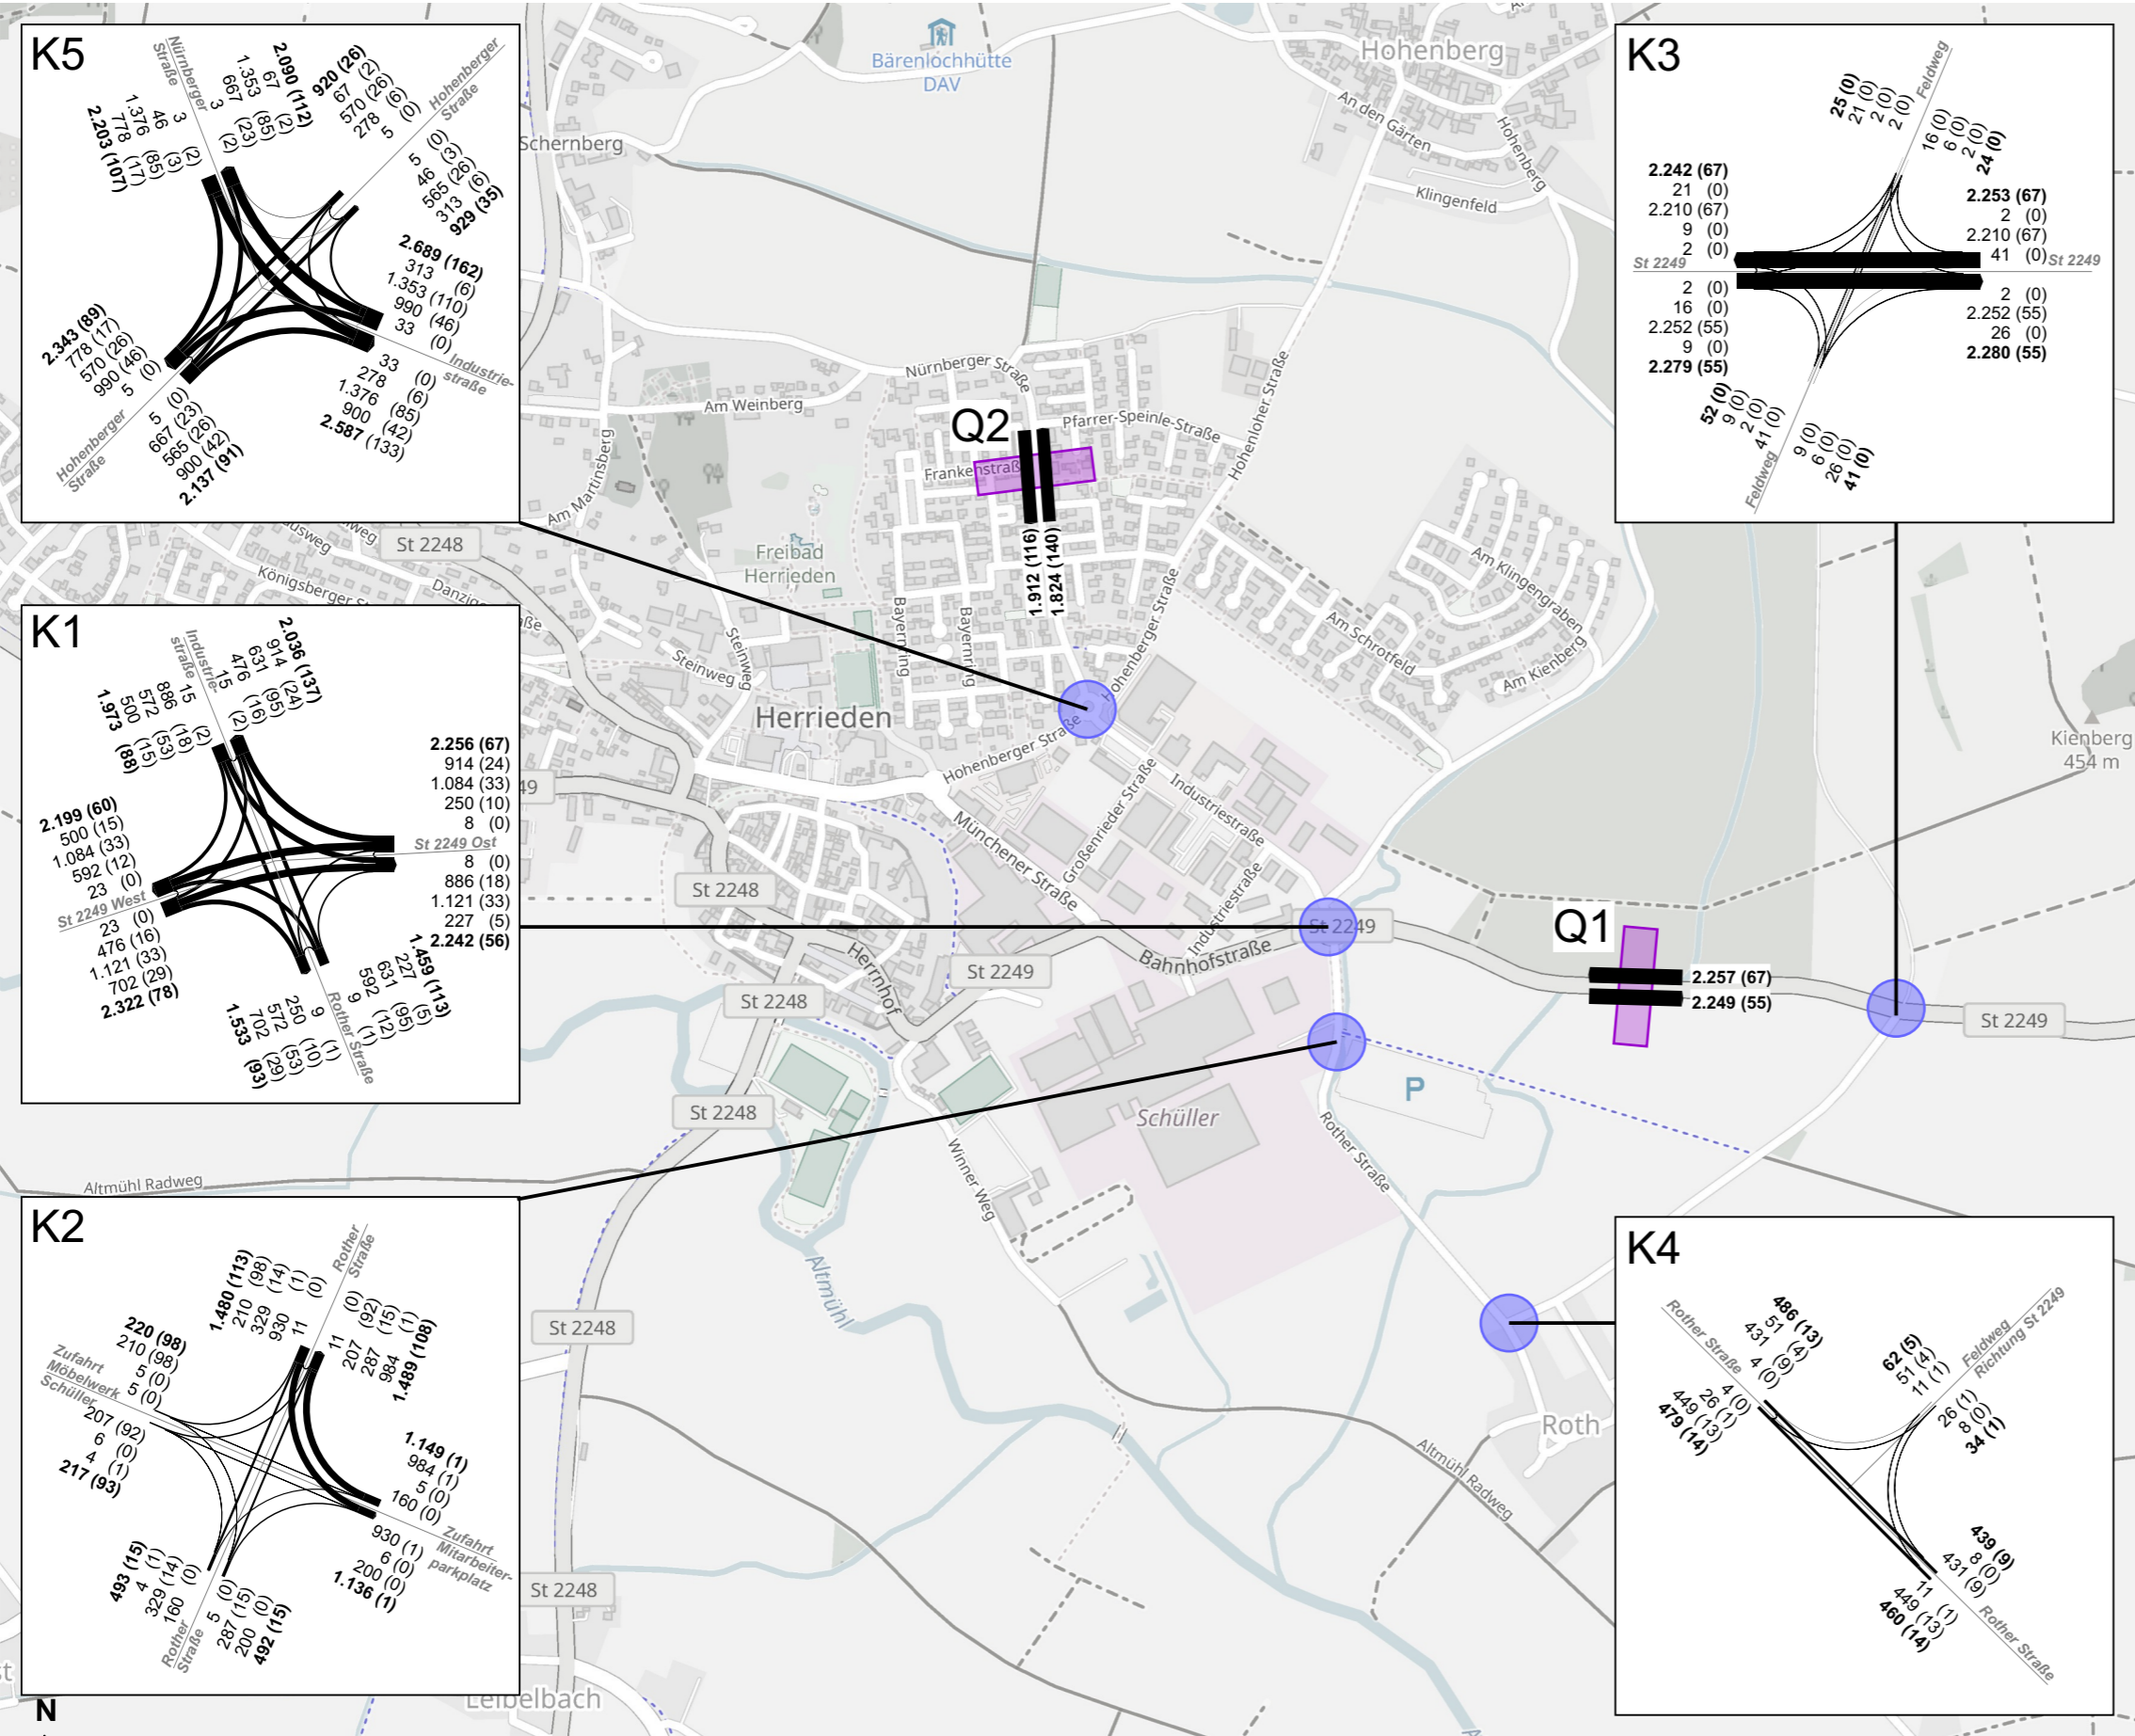 K5
Nürnberger
Straße
2.203 (107)
778 (17)
1.376 (85)
46 (3)
3 (2)
3 (2)
667 (23)
1.353 (85)
67 (2)
2.090 (112)
920 (26)
67 (2)
570 (26)
278 (6)
5 (0)
Hohenberger
Straße
5 (0)
46 (3)
565 (26)
313 (6)
929 (35)
2.689 (162)
313 (6)
1.353 (110)
990 (46)
33 (0)
Industrie-
straße
33 (0)
278 (6)
1.376 (85)
900 (42)
2.587 (133)
2.343 (89)
778 (17)
570 (26)
990 (46)
5 (0)
Hohenberger
Straße
5 (0)
667 (23)
565 (26)
900 (42)
2.137 (91)
K1
Industrie-
straße
1.973 (88)
500 (15)
572 (53)
886 (18)
15 (2)
15 (2)
476 (16)
631 (95)
914 (24)
2.036 (137)
2.256 (67)
914 (24)
1.084 (33)
250 (10)
8 (0)
St 2249 Ost
8 (0)
886 (18)
1.121 (33)
227 (5)
2.242 (56)
2.199 (60)
500 (15)
1.084 (33)
592 (12)
23 (0)
St 2249 West
23 (0)
476 (16)
1.121 (33)
702 (29)
2.322 (78)
1.533 (93)
702 (29)
572 (53)
250 (10)
9 (1)
Rother Straße
9 (1)
592 (12)
631 (95)
227 (5)
1.459 (113)
K2
Rother
Straße
1.480 (113)
210 (98)
329 (14)
930 (1)
11 (0)
11 (0)
207 (92)
287 (15)
984 (1)
1.489 (108)
220 (98)
210 (98)
5 (0)
5 (0)
Zufahrt
Möbelwerk
Schüller
207 (92)
6 (0)
4 (1)
217 (93)
1.149 (1)
984 (1)
5 (0)
160 (0)
Zufahrt
Mitarbeiter-
parkplatz
930 (1)
6 (0)
200 (0)
1.136 (1)
493 (15)
4 (1)
329 (14)
160 (0)
Rother
Straße
5 (0)
287 (15)
200 (0)
492 (15)
K3
25 (0)
21 (0)
2 (0)
2 (0)
Feldweg
16 (0)
6 (0)
2 (0)
24 (0)
2.242 (67)
21 (0)
2.210 (67)
9 (0)
2 (0)
St 2249
2 (0)
16 (0)
2.252 (55)
9 (0)
2.279 (55)
2.253 (67)
2 (0)
2.210 (67)
41 (0)
St 2249
2 (0)
2.252 (55)
26 (0)
2.280 (55)
52 (0)
9 (0)
2 (0)
41 (0)
Feldweg
9 (0)
6 (0)
26 (0)
41 (0)
K4
Rother Straße
486 (13)
51 (4)
431 (9)
4 (0)
4 (0)
26 (1)
449 (13)
479 (14)
62 (5)
51 (4)
11 (1)
Feldweg
Richtung St 2249
26 (1)
8 (0)
34 (1)
439 (9)
8 (0)
431 (9)
Rother Straße
11 (1)
449 (13)
460 (14)
Q2
1.912 (116)
1.824 (140)
Q1
2.257 (67)
2.249 (55)
Bärenlochhütte
DAV
Hohenberg
An den Gärten
Hohenberg
Klingenfeld
Schernberg
Nürnberger Straße
Am Weinberg
Pfarrer-Speinle-Straße
Hohenloher Straße
Am Martinsberg
St 2248
Königsberger
Freibad
Herrieden
Bayernring
Bayernring
Steinweg
Steinweg
Hohenberger Straße
Hohenberger Straße
Am Klingengraben
Am Schrotfeld
Am Kienberg
Herrieden
Industriestraße
Großenrieder Straße
Münchener Straße
Industriestraße
Kienberg
454 m
St 2248
St 2249
St 2249
Bahnhofstraße
St 2249
Herrnhof
St 2248
St 2248
P
Schüller
Rother Straße
Winner Weg
Altmühl Radweg
Altmühl
St 2248
Roth
Altmühl Radweg
St 2248
Leibelbach
N